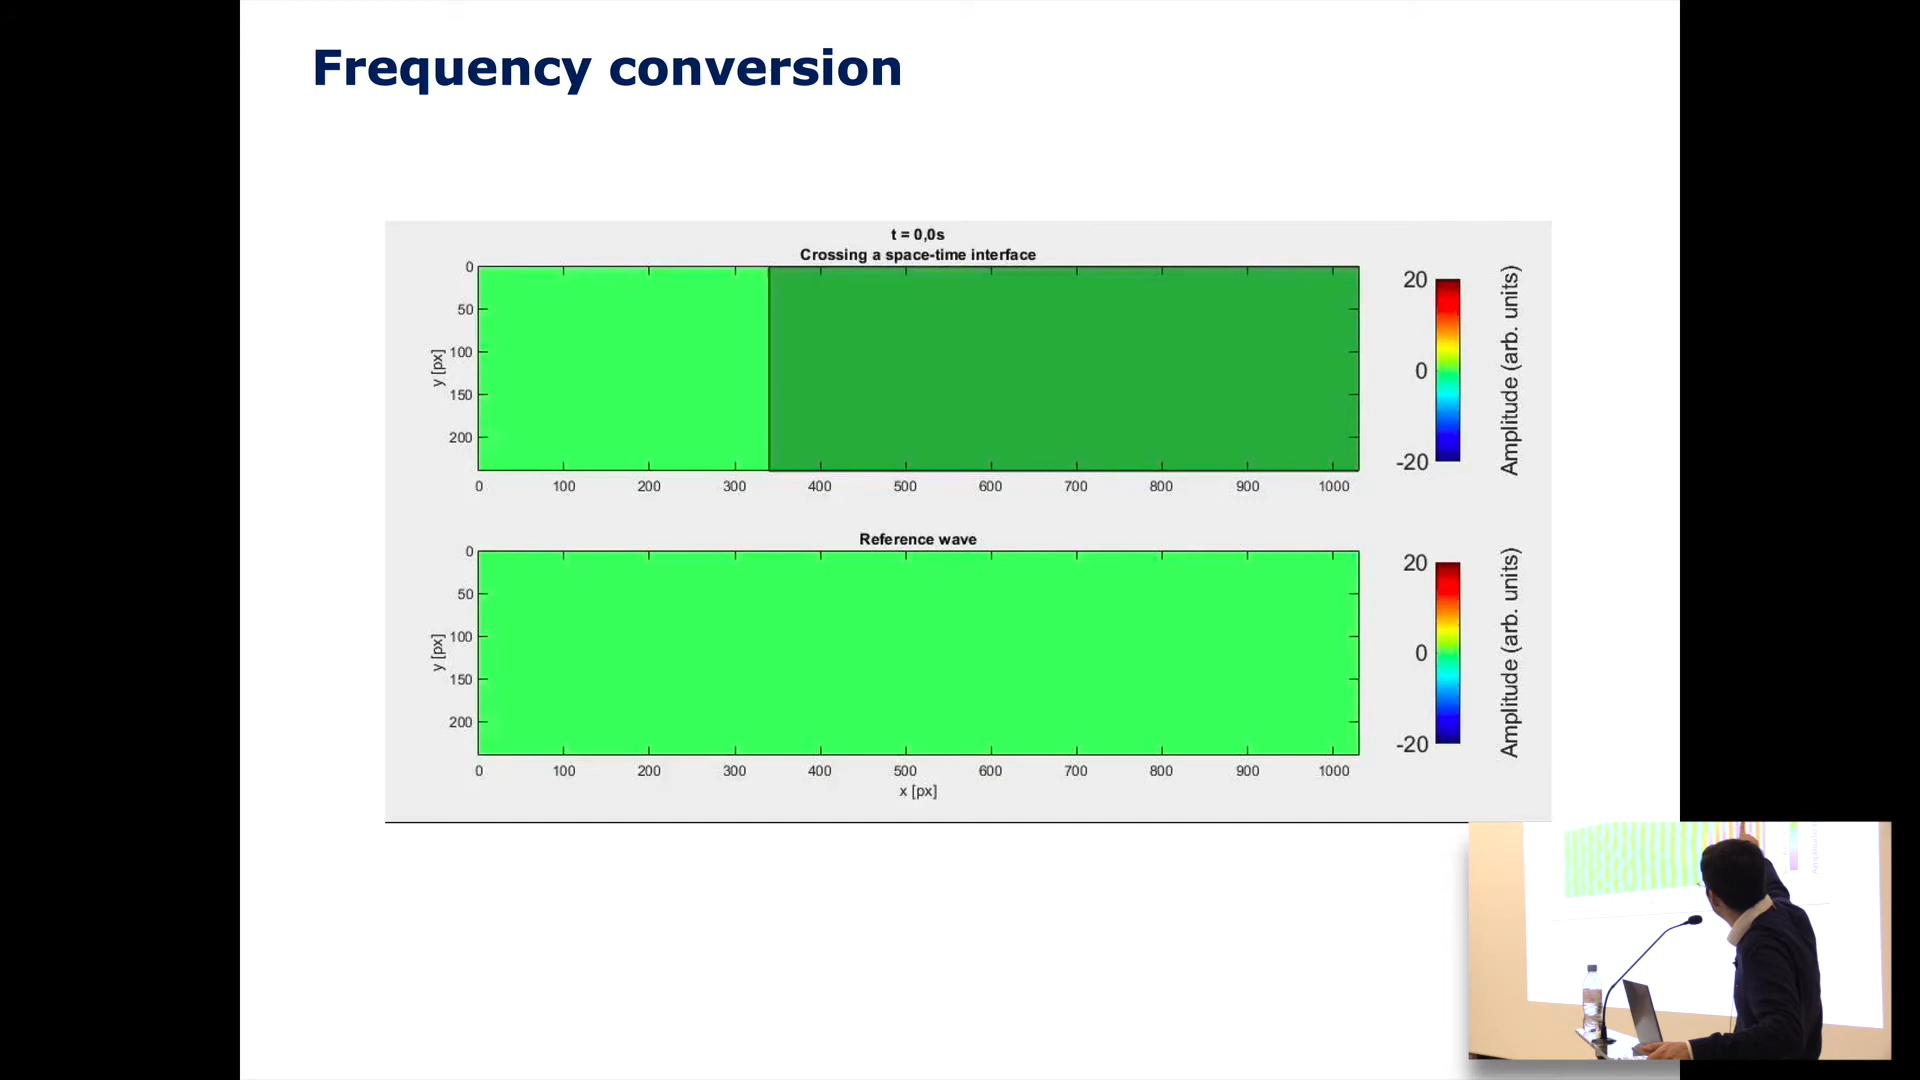 Frequency conversion
t = 0,0s
Crossing a space-time interface
0
50
100
150
200
y [px]
0 100 200 300 400 500 600 700 800 900 1000
20
0
-20
Amplitude (arb. units)
Reference wave
0
50
100
150
200
y [px]
0 100 200 300 400 500 600 700 800 900 1000
x [px]
20
0
-20
Amplitude (arb. units)